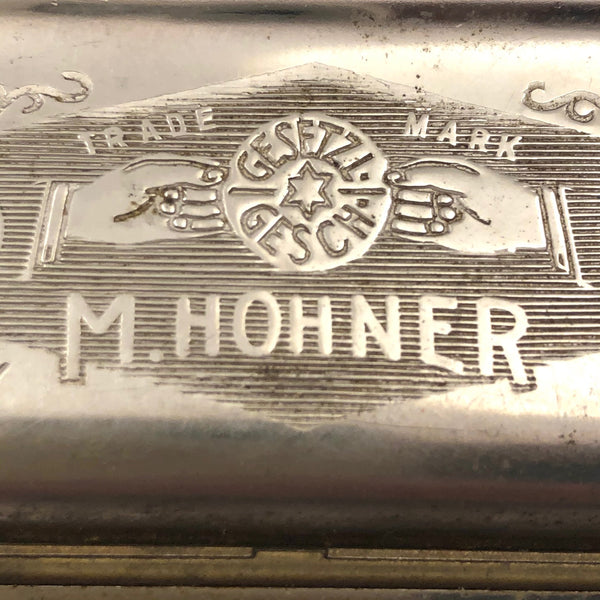 TRADE MARK
GESETZL.
GESCH.
M. HOHNER